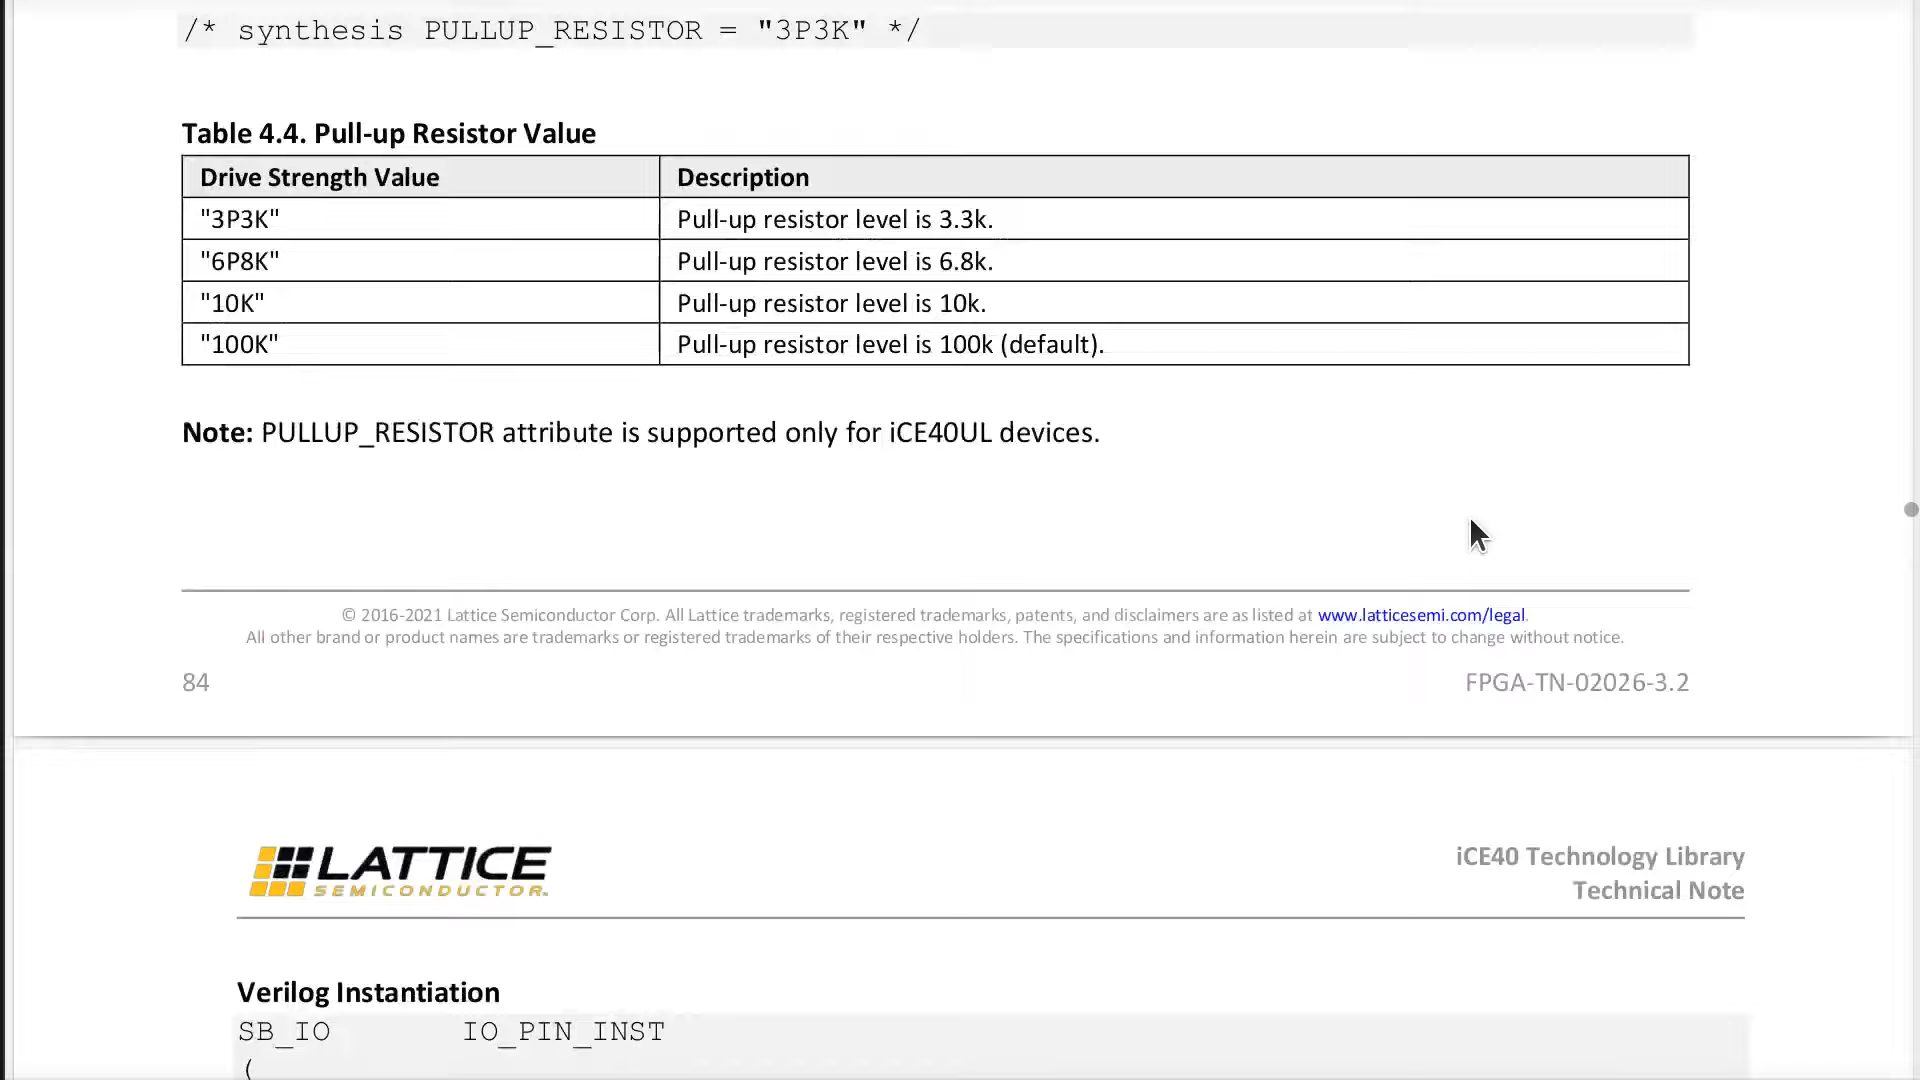 /* synthesis PULLUP_RESISTOR = "3P3K" */
Table 4.4. Pull-up Resistor Value
Drive Strength Value Description
"3P3K" Pull-up resistor level is 3.3k.
"6P8K" Pull-up resistor level is 6.8k.
"10K" Pull-up resistor level is 10k.
"100K" Pull-up resistor level is 100k (default).
Note: PULLUP_RESISTOR attribute is supported only for iCE40UL devices.
© 2016-2021 Lattice Semiconductor Corp. All Lattice trademarks, registered trademarks, patents, and disclaimers are as listed at www.latticesemi.com/legal.
All other brand or product names are trademarks or registered trademarks of their respective holders. The specifications and information herein are subject to change without notice.
84 FPGA-TN-02026-3.2
LATTICE
SEMICONDUCTOR.
iCE40 Technology Library
Technical Note
Verilog Instantiation
SB_IO IO_PIN_INST
(